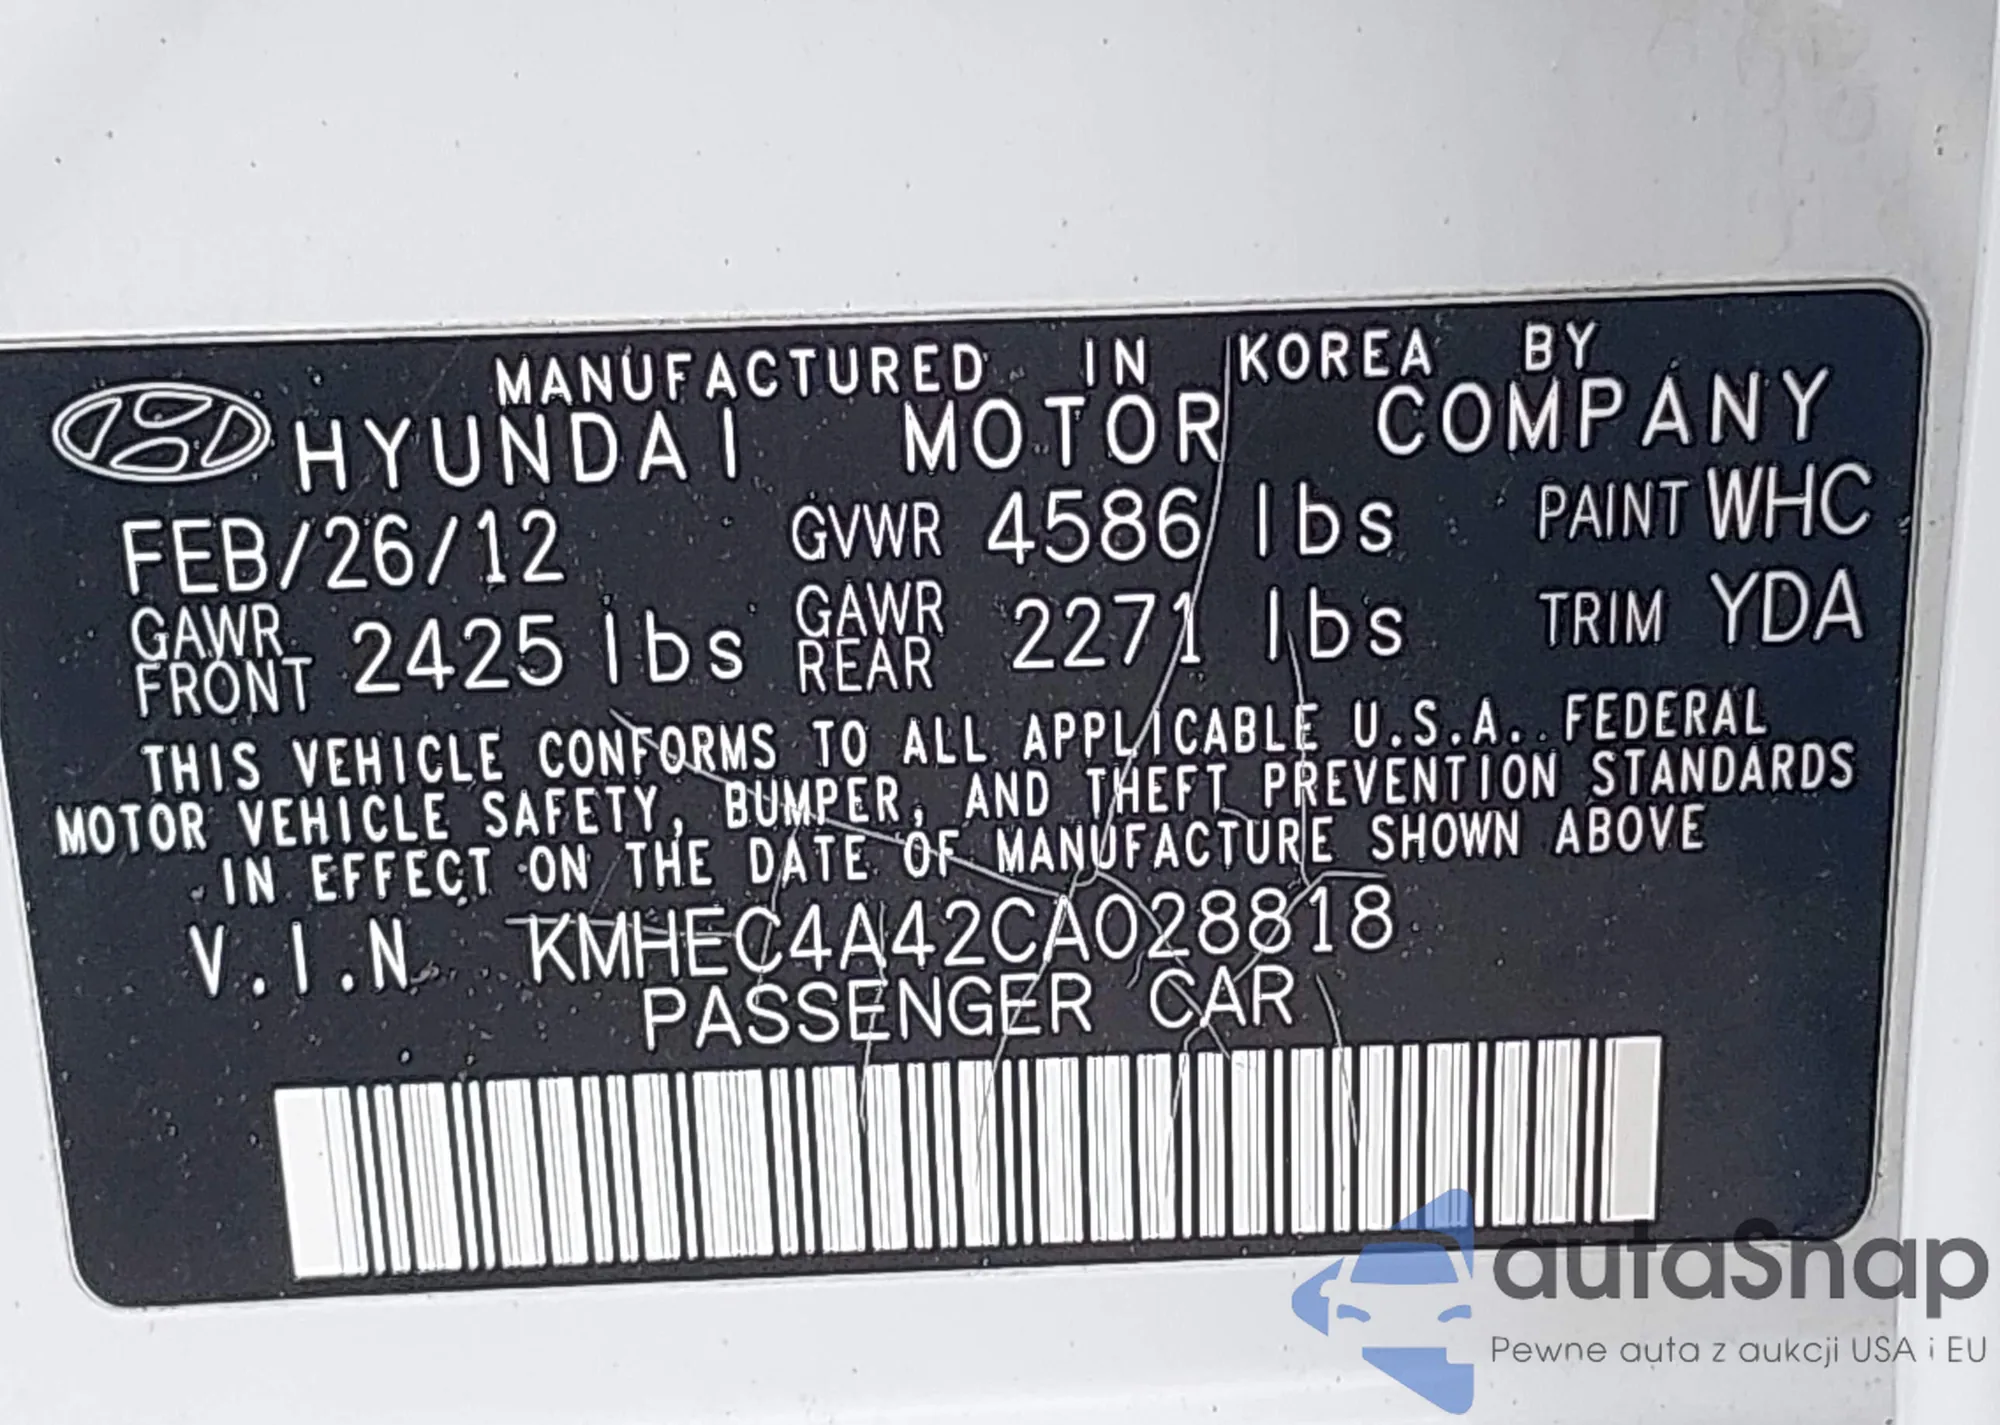 MANUFACTURED IN KOREA BY
HYUNDAI MOTOR COMPANY
FEB/26/12 GVWR 4586 lbs PAINT WHC
GAWR FRONT 2425 lbs GAWR REAR 2271 lbs TRIM YDA
THIS VEHICLE CONFORMS TO ALL APPLICABLE U.S.A. FEDERAL
MOTOR VEHICLE SAFETY, BUMPER, AND THEFT PREVENTION STANDARDS
IN EFFECT ON THE DATE OF MANUFACTURE SHOWN ABOVE
V.I.N KMHEC4A42CA028818
PASSENGER CAR
autaSnap
Pewne auta z aukcji USA i EU